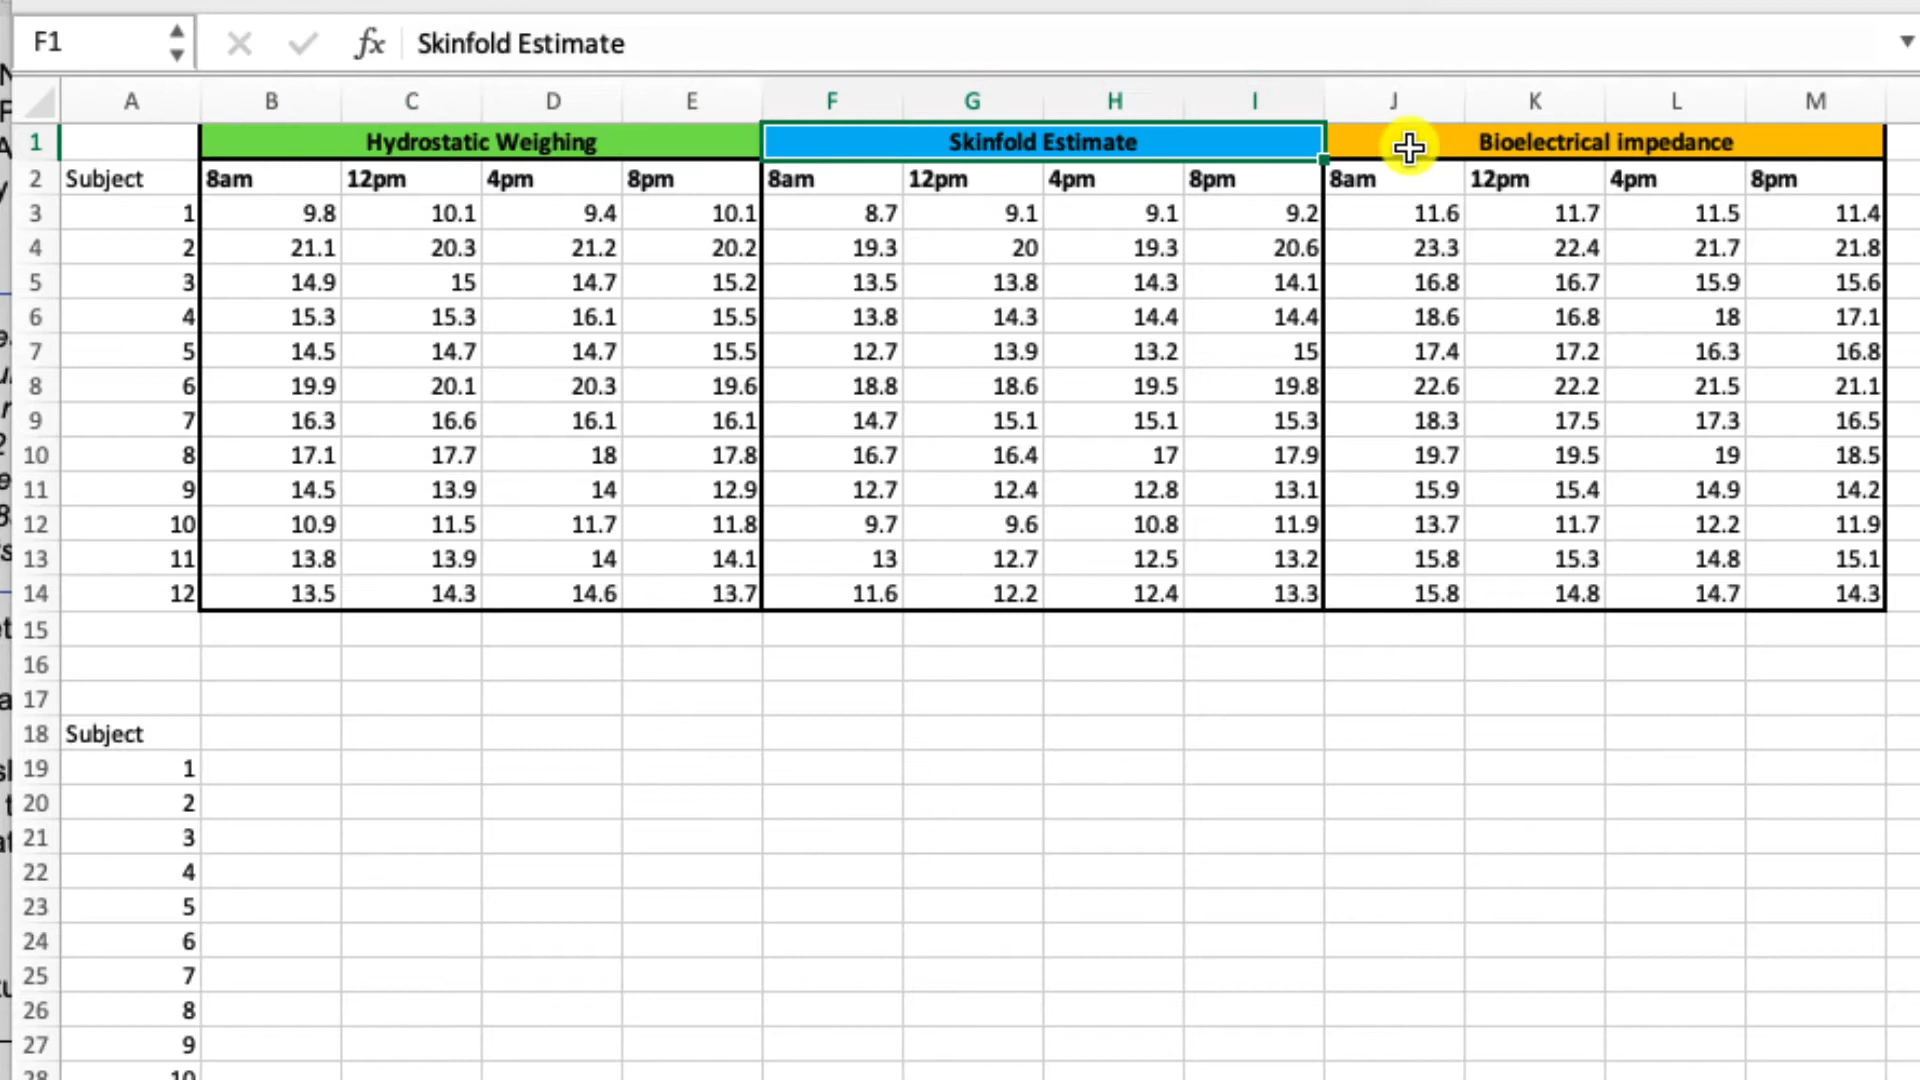 F1 fx Skinfold Estimate
A B C D E F G H I J K L M
1 Hydrostatic Weighing Skinfold Estimate Bioelectrical impedance
2 Subject 8am 12pm 4pm 8pm 8am 12pm 4pm 8pm 8am 12pm 4pm 8pm
3 1 9.8 10.1 9.4 10.1 8.7 9.1 9.1 9.2 11.6 11.7 11.5 11.4
4 2 21.1 20.3 21.2 20.2 19.3 20 19.3 20.6 23.3 22.4 21.7 21.8
5 3 14.9 15 14.7 15.2 13.5 13.8 14.3 14.1 16.8 16.7 15.9 15.6
6 4 15.3 15.3 16.1 15.5 13.8 14.3 14.4 14.4 18.6 16.8 18 17.1
7 5 14.5 14.7 14.7 15.5 12.7 13.9 13.2 15 17.4 17.2 16.3 16.8
8 6 19.9 20.1 20.3 19.6 18.8 18.6 19.5 19.8 22.6 22.2 21.5 21.1
9 7 16.3 16.6 16.1 16.1 14.7 15.1 15.1 15.3 18.3 17.5 17.3 16.5
10 8 17.1 17.7 18 17.8 16.7 16.4 17 17.9 19.7 19.5 19 18.5
11 9 14.5 13.9 14 12.9 12.7 12.4 12.8 13.1 15.9 15.4 14.9 14.2
12 10 10.9 11.5 11.7 11.8 9.7 9.6 10.8 11.9 13.7 11.7 12.2 11.9
13 11 13.8 13.9 14 14.1 13 12.7 12.5 13.2 15.8 15.3 14.8 15.1
14 12 13.5 14.3 14.6 13.7 11.6 12.2 12.4 13.3 15.8 14.8 14.7 14.3
15
16
17
18 Subject
19 1
20 2
21 3
22 4
23 5
24 6
25 7
26 8
27 9
28 10